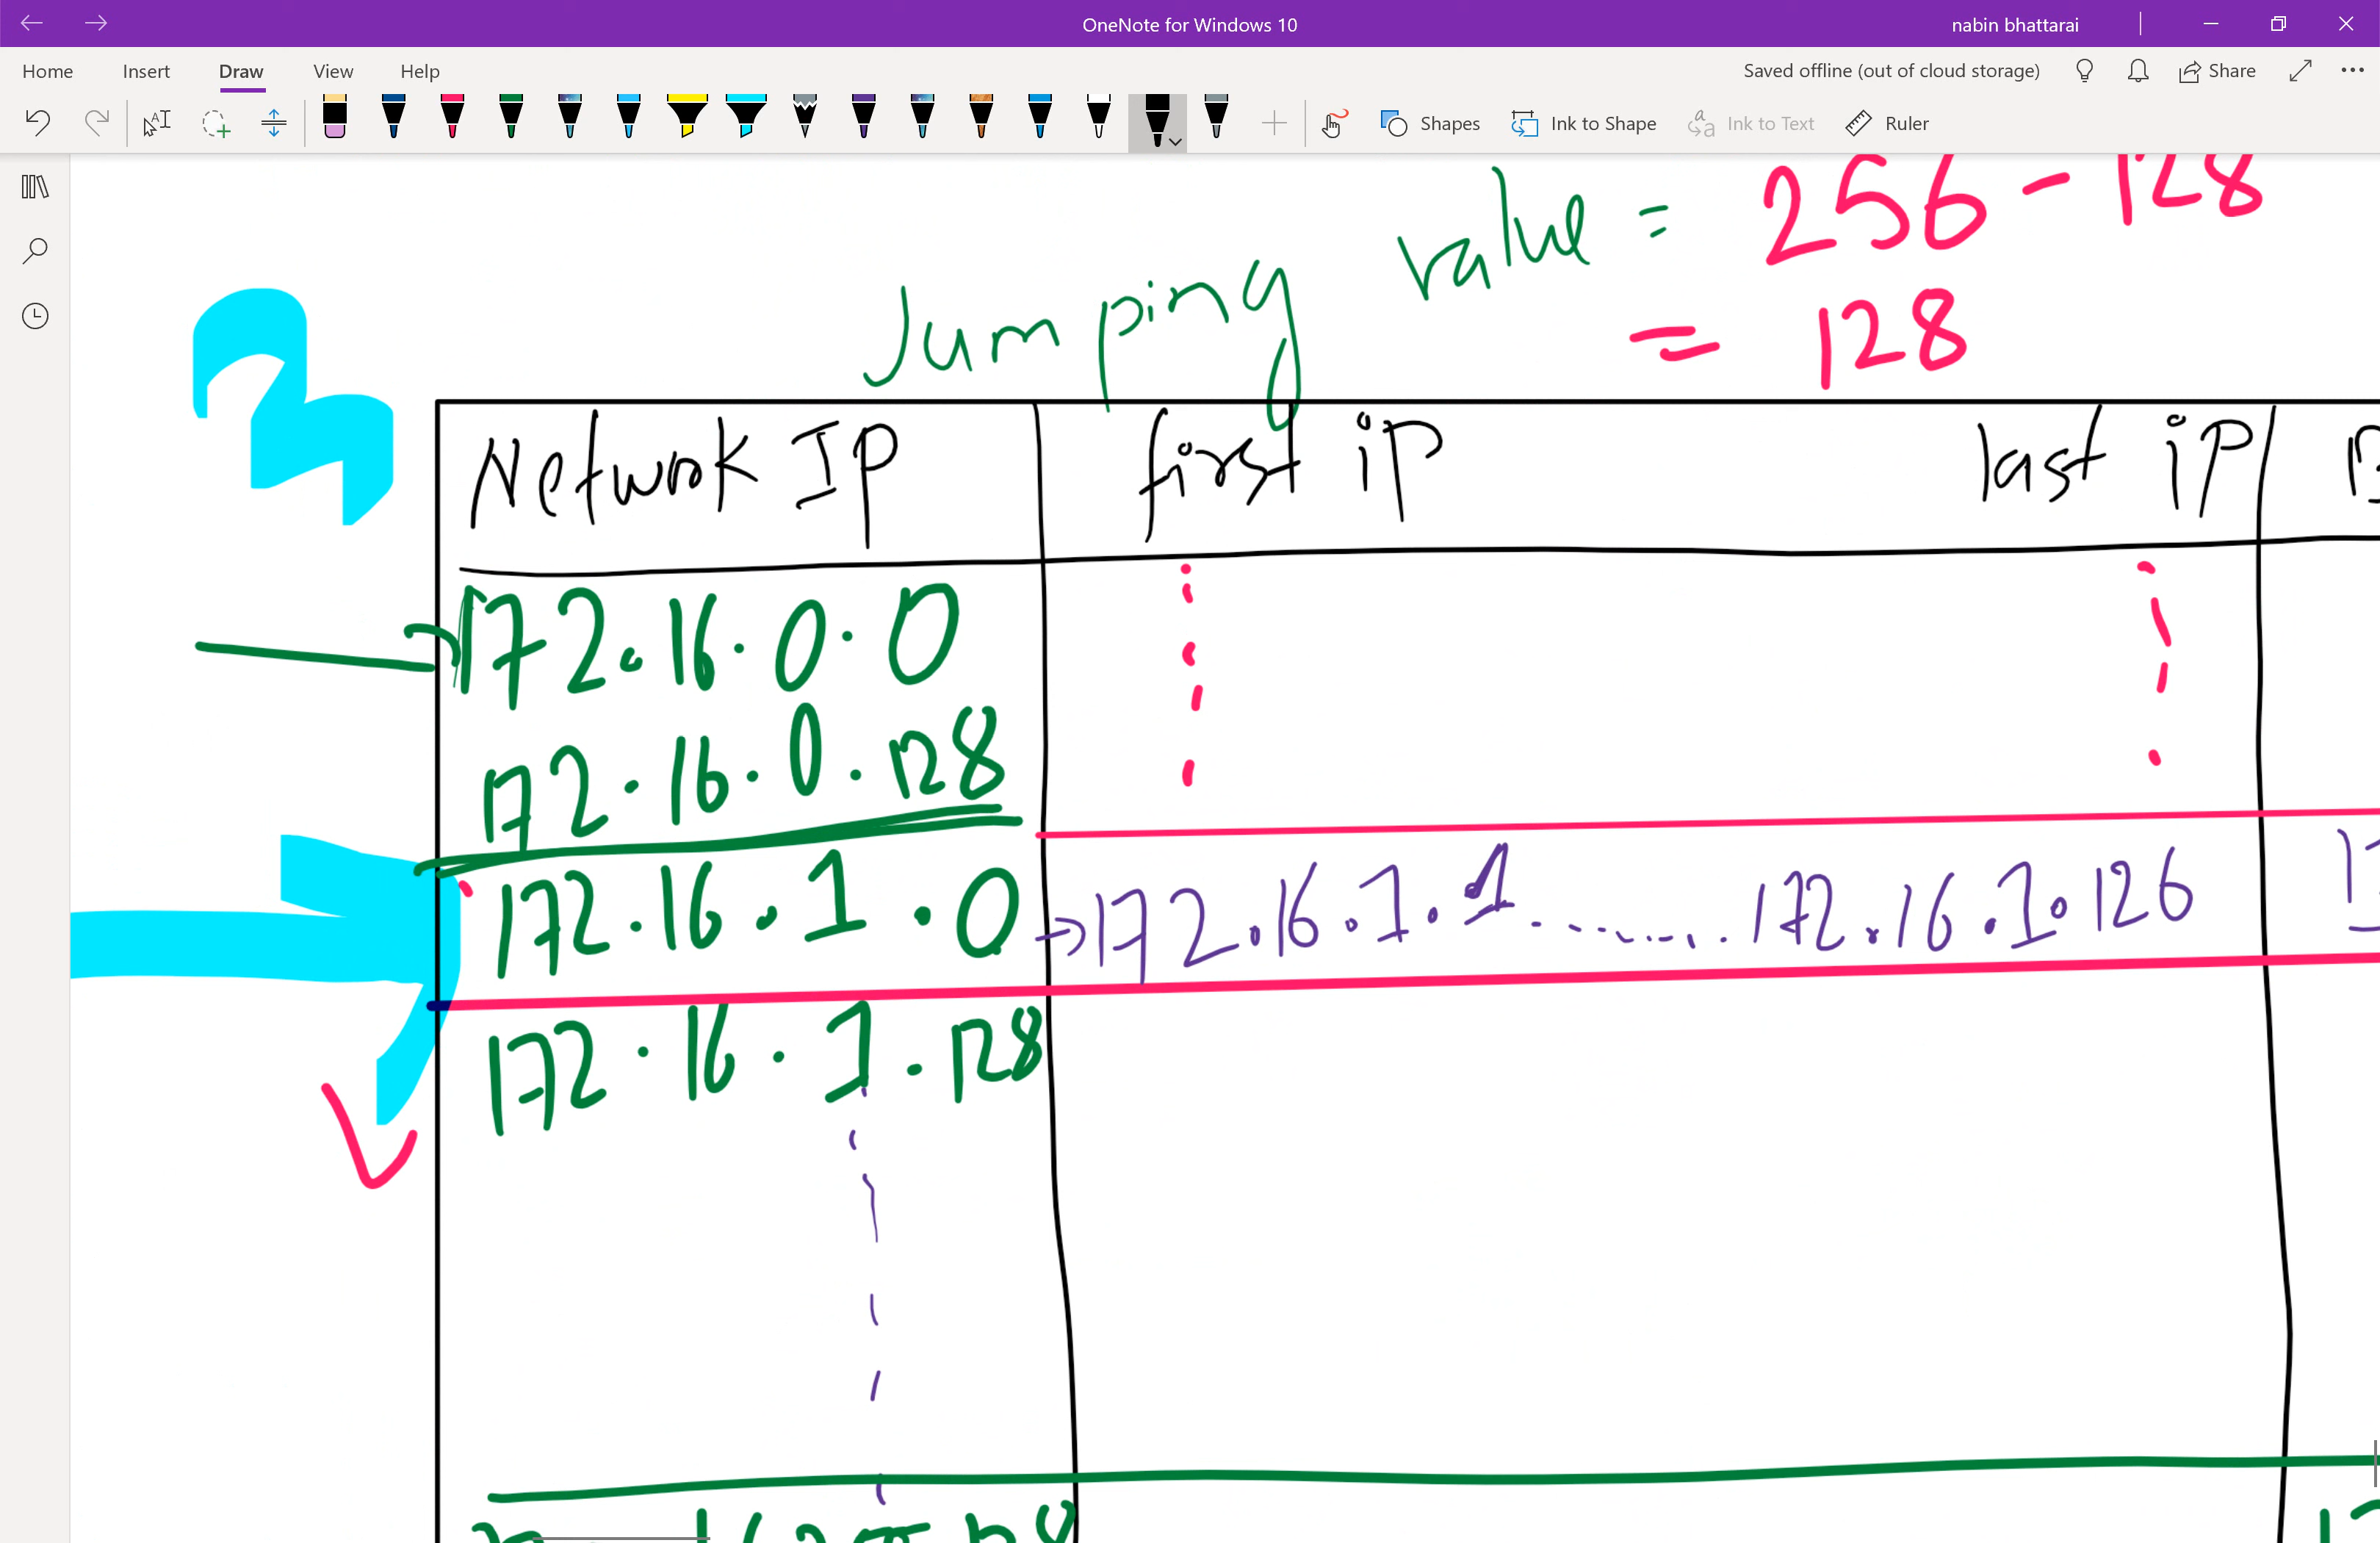 OneNote for Windows 10
nabin bhattarai
Home Insert Draw View Help
Saved offline (out of cloud storage)
Share
Shapes Ink to Shape Ink to Text Ruler
Jumping value = 256 - 128
= 128
Network IP first iP last iP
172.16.0.0
172.16.0.128
172.16.1.0 172.16.1.1 ......... 172.16.1.126
172.16.1.128